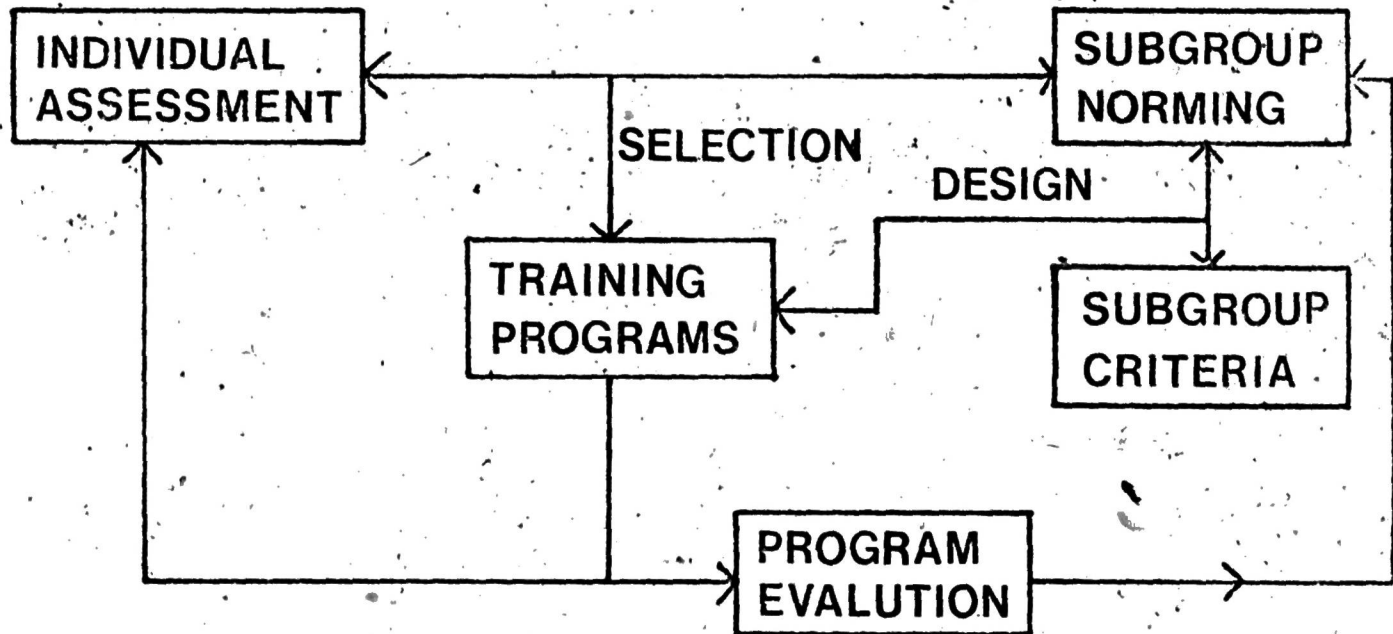 INDIVIDUAL
ASSESSMENT
SUBGROUP
NORMING
SELECTION
DESIGN
TRAINING
PROGRAMS
SUBGROUP
CRITERIA
PROGRAM
EVALUTION